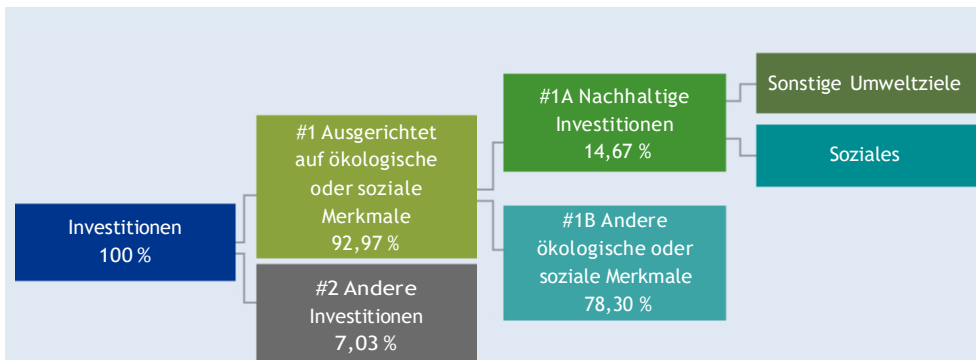 Investitionen
100 %
#1 Ausgerichtet
auf ökologische
oder soziale
Merkmale
92,97 %
#2 Andere
Investitionen
7,03 %
#1A Nachhaltige
Investitionen
14,67 %
#1B Andere
ökologische oder
soziale Merkmale
78,30 %
Sonstige Umweltziele
Soziales